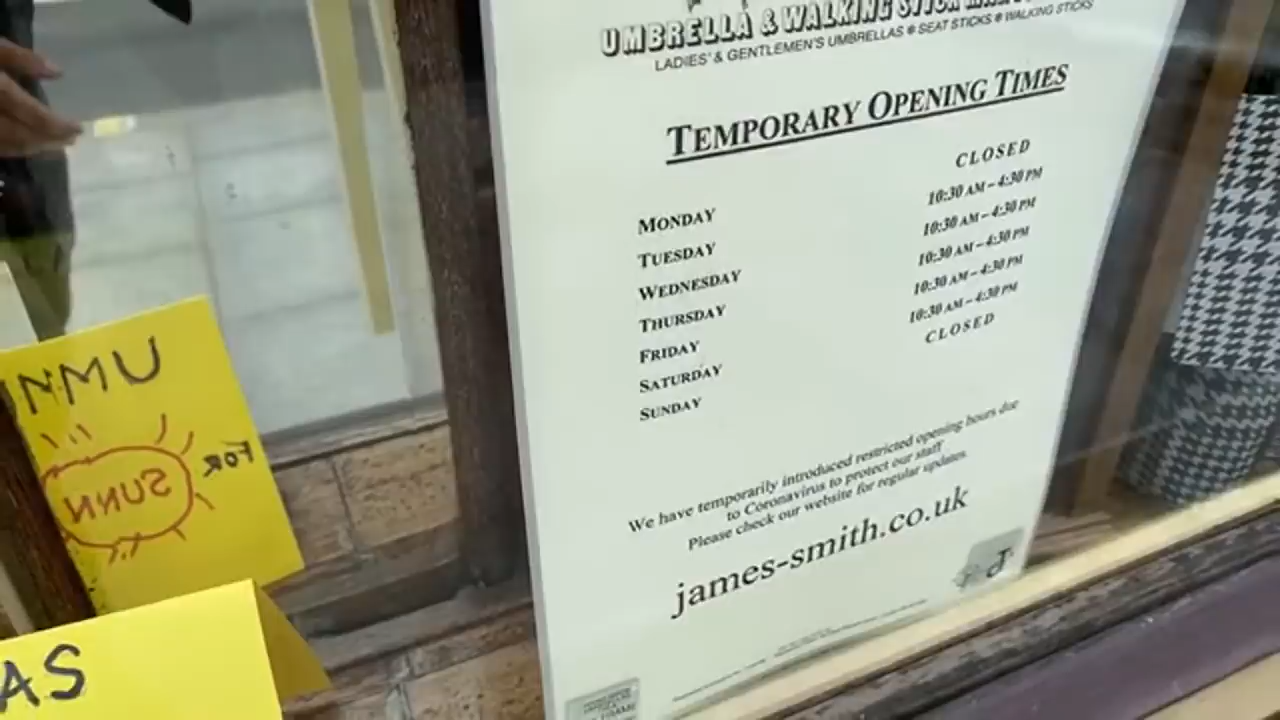 UMBRELLA & WALKING STICK
LADIES' & GENTLEMEN'S UMBRELLAS * SEAT STICKS * WALKING STICKS
TEMPORARY OPENING TIMES
MONDAY CLOSED
TUESDAY 10:30 AM – 4:30 PM
WEDNESDAY 10:30 AM – 4:30 PM
THURSDAY 10:30 AM – 4:30 PM
FRIDAY 10:30 AM – 4:30 PM
SATURDAY 10:30 AM – 4:30 PM
SUNDAY CLOSED
We have temporarily introduced restricted opening hours due
to Coronavirus to protect our staff
Please check our website for regular updates.
james-smith.co.uk
UMN
FOR
SUNN
AS